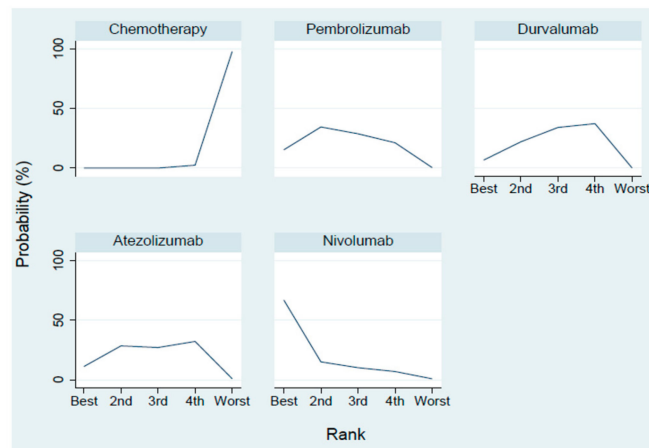 Chemotherapy
Pembrolizumab
Durvalumab
100
50
0
Best 2nd 3rd 4th Worst
Atezolizumab
Nivolumab
100
50
0
Best 2nd 3rd 4th Worst
Best 2nd 3rd 4th Worst
Probability (%)
Rank